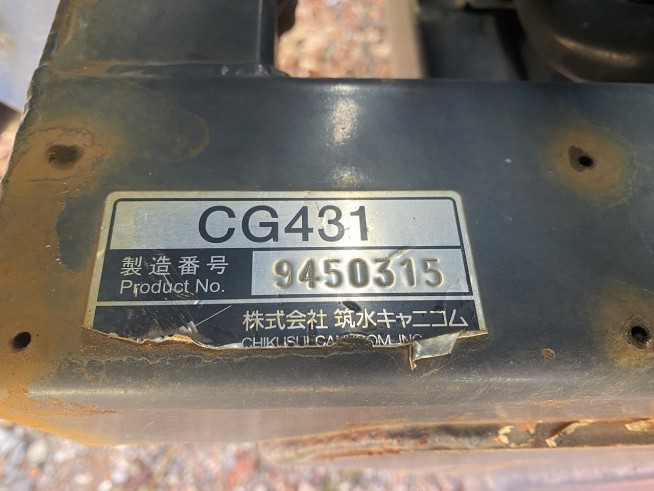 CG431
製造番号
Product No. 9450315
株式会社 筑水キャニコム
CHIKUSUI